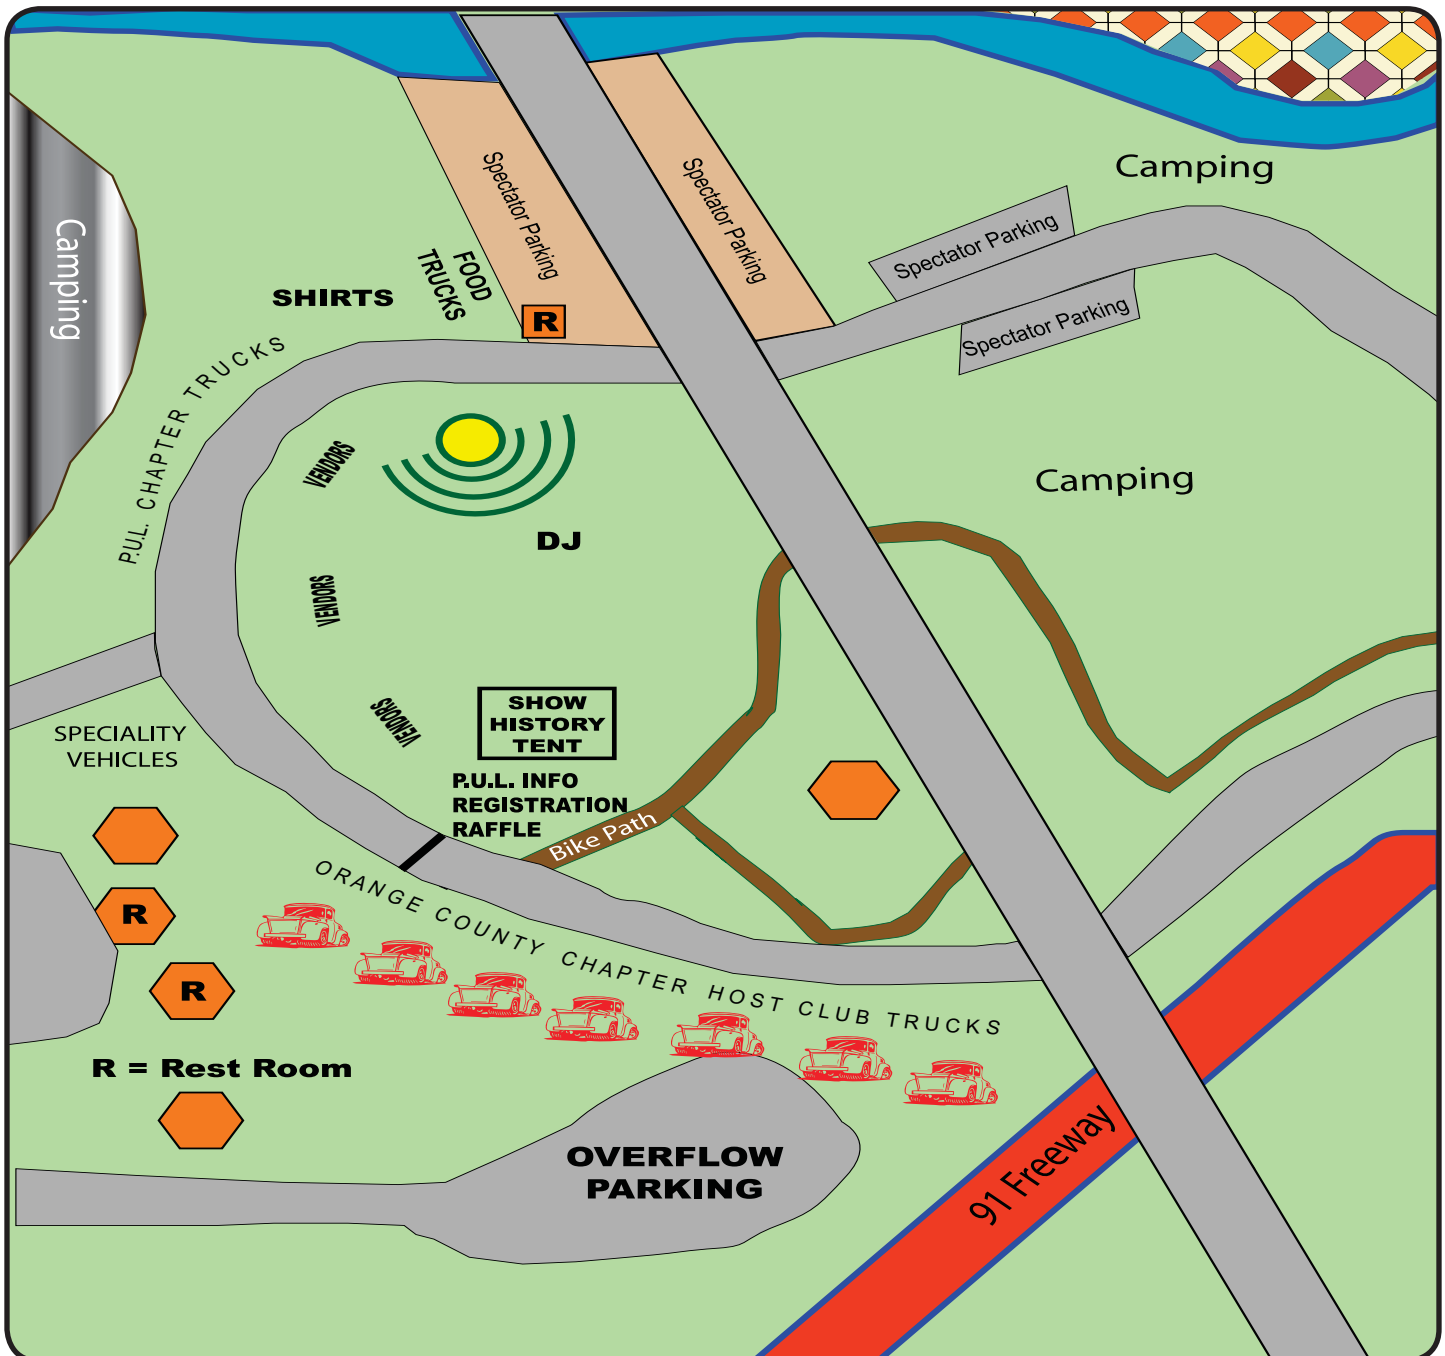 Camping
Spectator Parking
Spectator Parking
Spectator Parking
Spectator Parking
Camping
FOOD
TRUCKS
SHIRTS
R
P.U.L. CHAPTER TRUCKS
VENDORS
DJ
Camping
VENDORS
VENDORS
SHOW
HISTORY
TENT
SPECIALITY
VEHICLES
P.U.L. INFO
REGISTRATION
RAFFLE
Bike Path
ORANGE COUNTY CHAPTER HOST CLUB TRUCKS
R
R
R = Rest Room
OVERFLOW
PARKING
91 Freeway